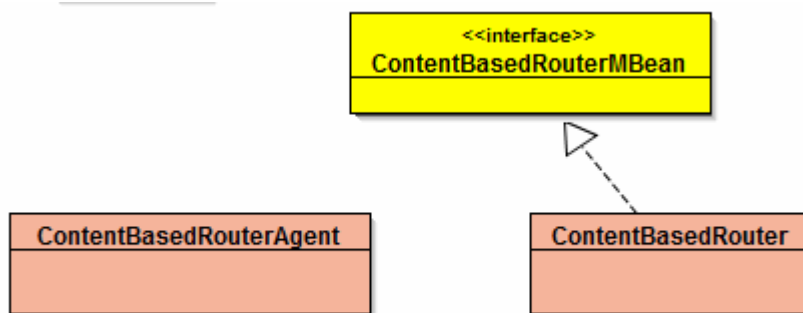 <<interface>>
ContentBasedRouterMBean
ContentBasedRouterAgent
ContentBasedRouter